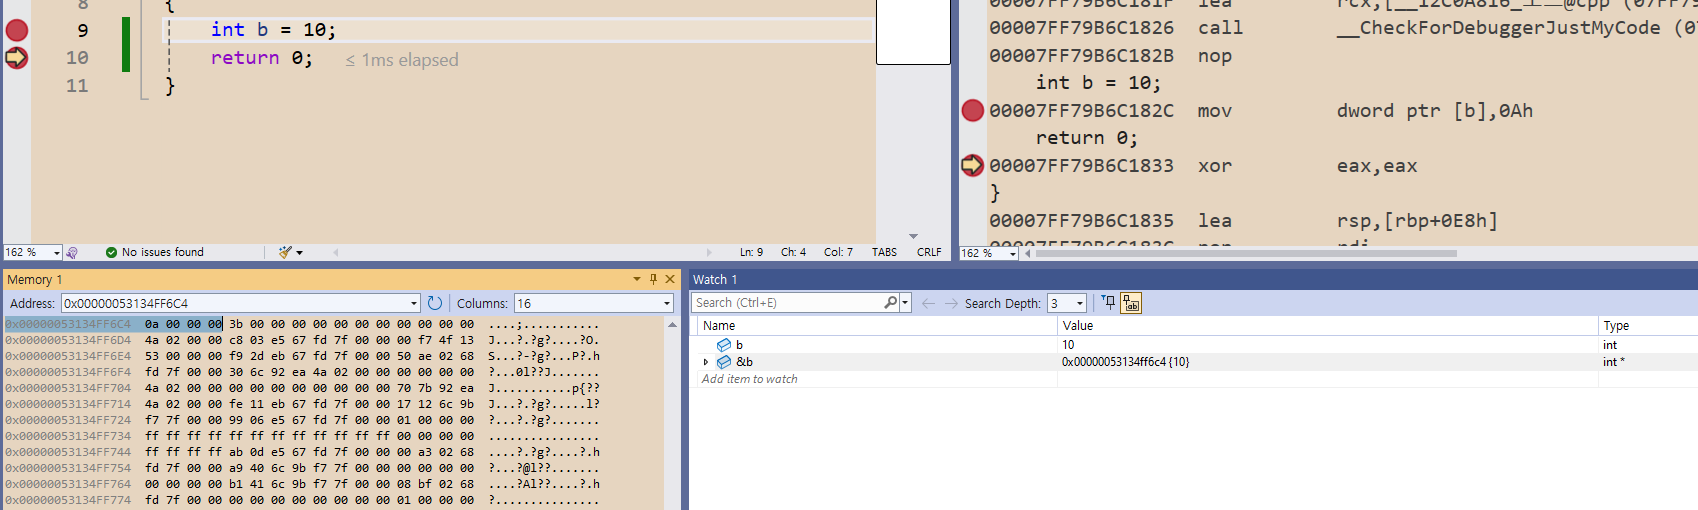 8 {
9 int b = 10;
10 return 0; ≤ 1ms elapsed
11 }
162 % No issues found Ln: 9 Ch: 4 Col: 7 TABS CRLF
00007FF79B6C181F lea
00007FF79B6C1826 call __CheckForDebuggerJustMyCode (0
00007FF79B6C182B nop
int b = 10;
00007FF79B6C182C mov dword ptr [b],0Ah
return 0;
00007FF79B6C1833 xor eax,eax
}
00007FF79B6C1835 lea rsp,[rbp+0E8h]
162 %
Memory 1
Address: 0x00000053134FF6C4 Columns: 16
0x00000053134FF6C4 0a 00 00 00 3b 00 00 00 00 00 00 00 00 00 00 00 ....;...........
0x00000053134FF6D4 4a 02 00 00 c8 03 e5 67 fd 7f 00 00 00 f7 4f 13 J...?.?g?....?O.
0x00000053134FF6E4 53 00 00 00 f9 2d eb 67 fd 7f 00 00 50 ae 02 68 S...?-?g?...P?.h
0x00000053134FF6F4 fd 7f 00 00 30 6c 92 ea 4a 02 00 00 00 00 00 00 ?...0l??J.......
0x00000053134FF704 4a 02 00 00 00 00 00 00 00 00 00 00 70 7b 92 ea J...........p{??
0x00000053134FF714 4a 02 00 00 fe 11 eb 67 fd 7f 00 00 17 12 6c 9b J...?.?g?.....l?
0x00000053134FF724 f7 7f 00 00 99 06 e5 67 fd 7f 00 00 01 00 00 00 ?...?.?g?.......
0x00000053134FF734 ff ff ff ff ff ff ff ff ff ff ff ff 00 00 00 00 ................
0x00000053134FF744 ff ff ff ff ab 0d e5 67 fd 7f 00 00 00 a3 02 68 ....?.?g?....?.h
0x00000053134FF754 fd 7f 00 00 a9 40 6c 9b f7 7f 00 00 00 00 00 00 ?...?@l??.......
0x00000053134FF764 00 00 00 00 b1 41 6c 9b f7 7f 00 00 08 bf 02 68 ....?Al??....?.h
0x00000053134FF774 fd 7f 00 00 00 00 00 00 00 00 00 00 01 00 00 00 ?...............
Watch 1
Search (Ctrl+E) Search Depth: 3
Name Value Type
b 10 int
&b 0x00000053134ff6c4 {10} int *
Add item to watch